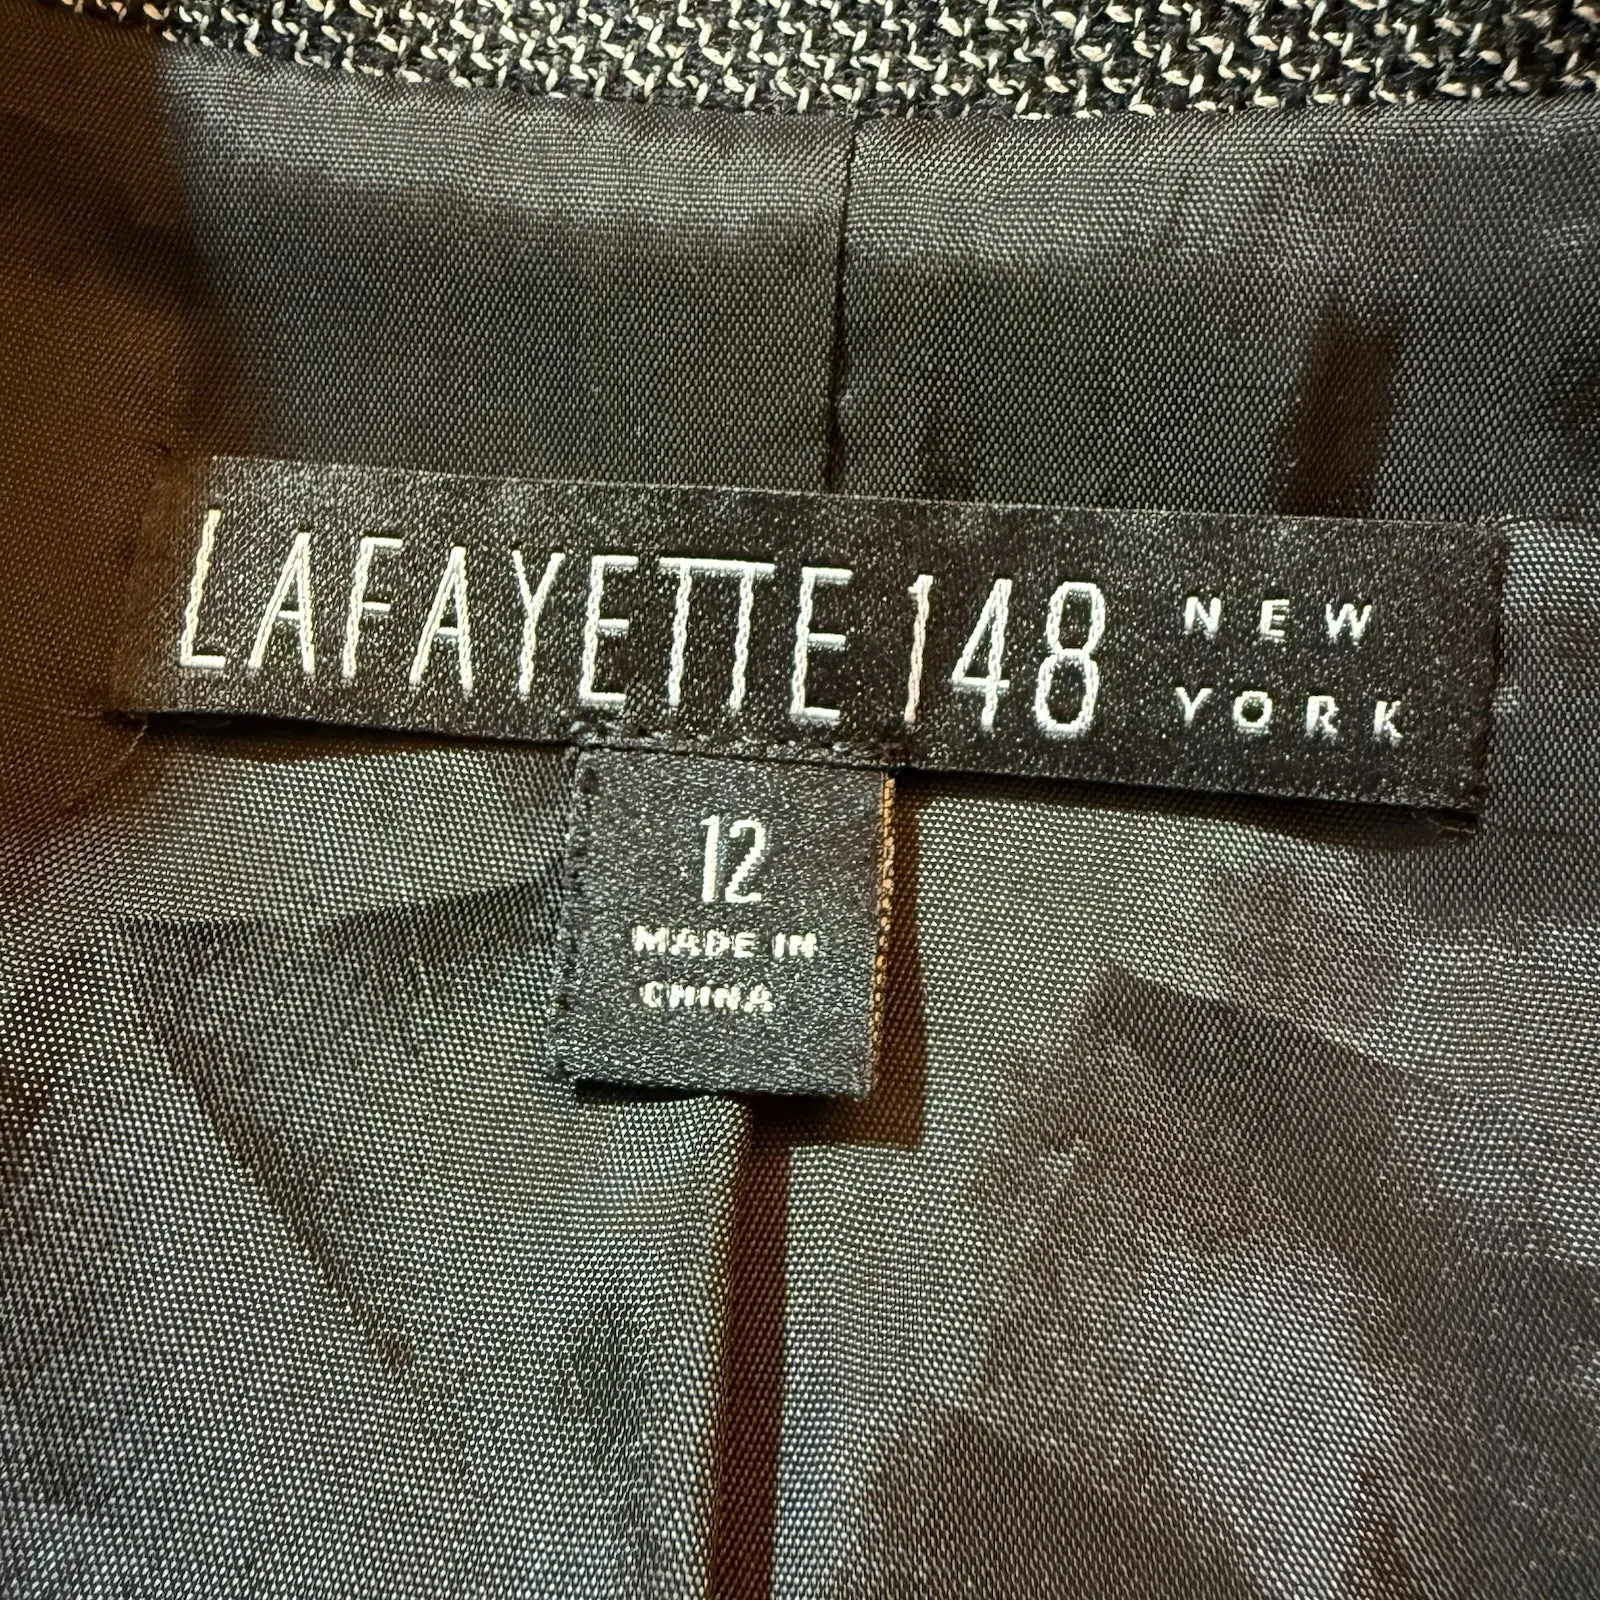 LAFAYETTE 148 NEW YORK
12
MADE IN
CHINA